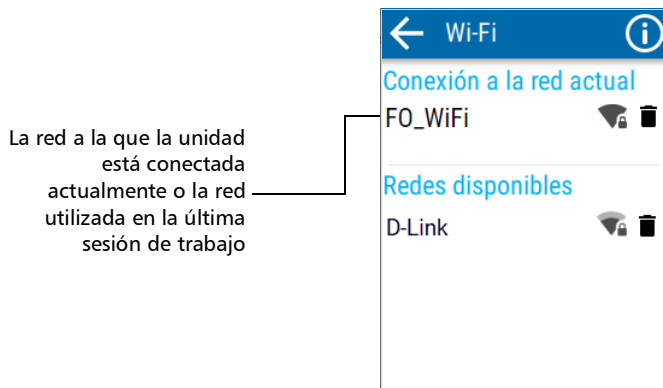 Wi-Fi
Conexión a la red actual
FO_WiFi
La red a la que la unidad
está conectada
actualmente o la red
utilizada en la última
sesión de trabajo
Redes disponibles
D-Link